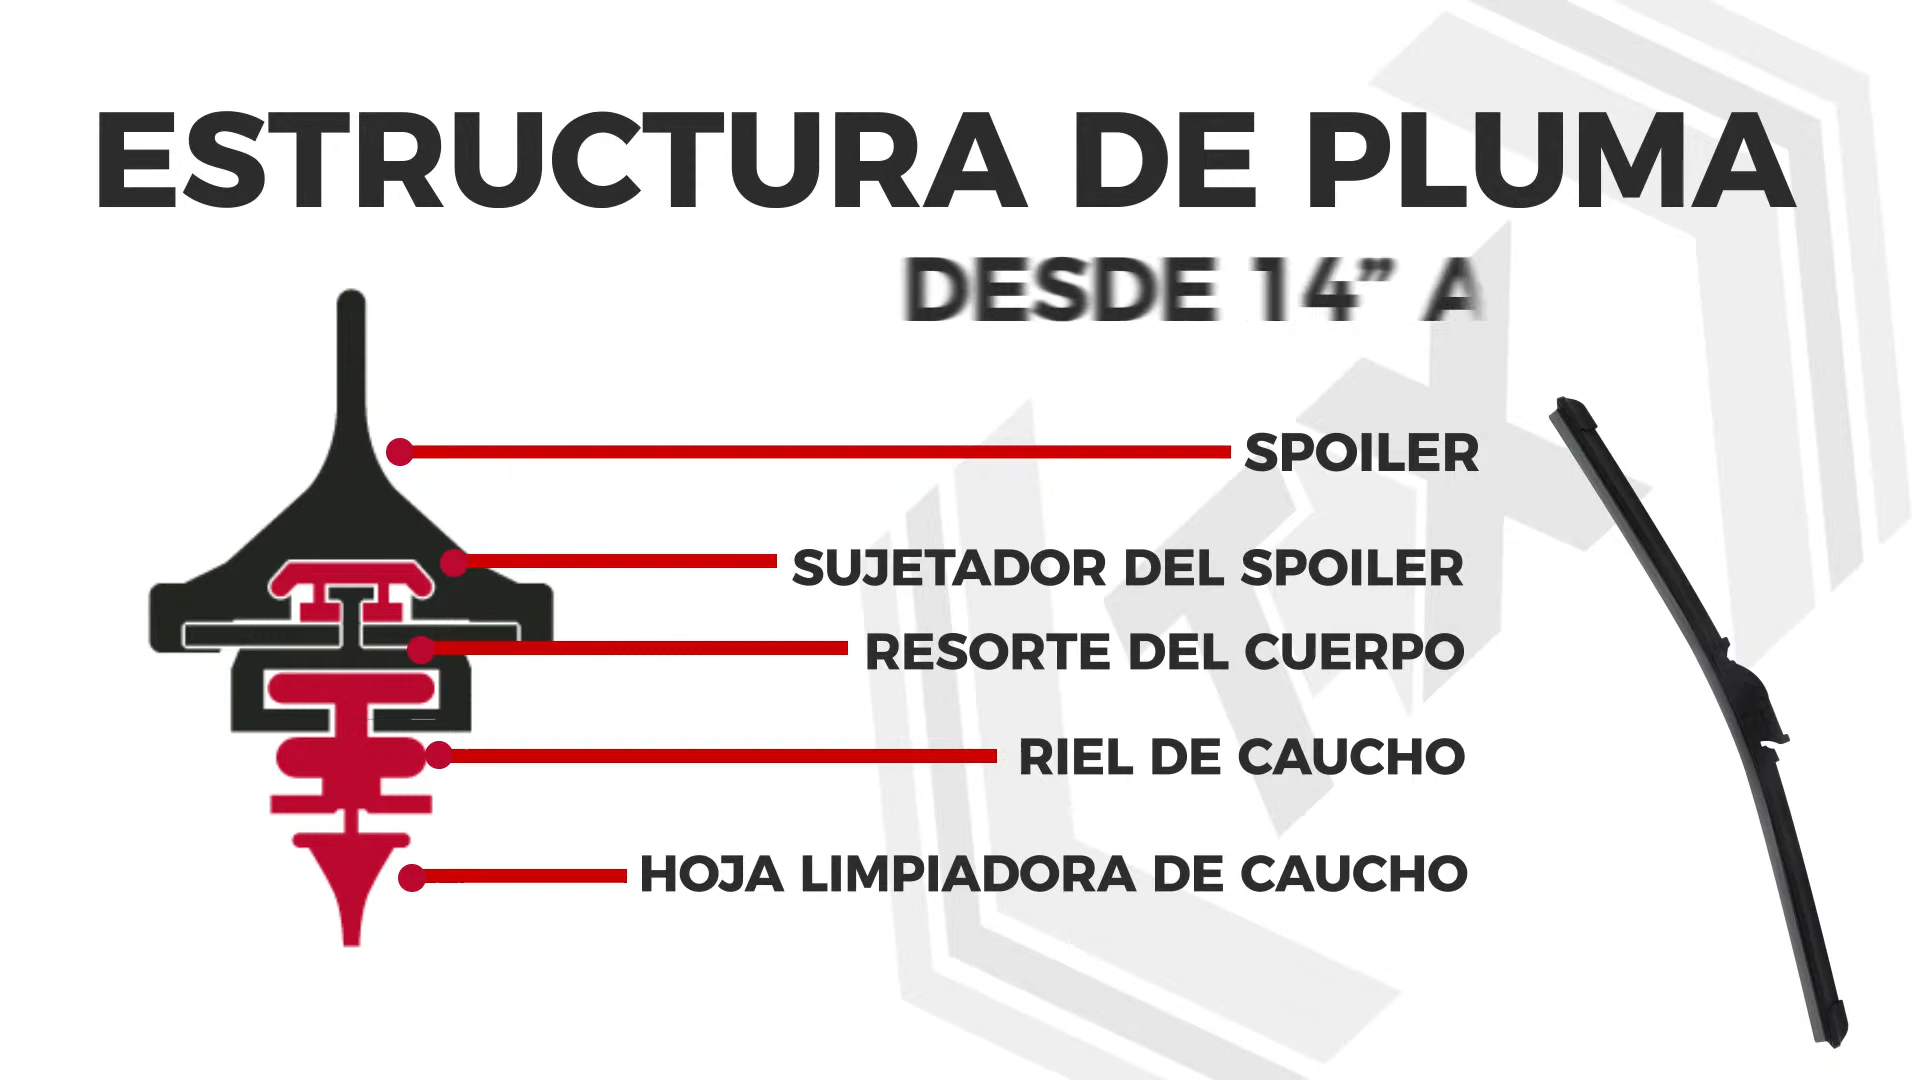 ESTRUCTURA DE PLUMA
DESDE 14” A
SPOILER
SUJETADOR DEL SPOILER
RESORTE DEL CUERPO
RIEL DE CAUCHO
HOJA LIMPIADORA DE CAUCHO
TX